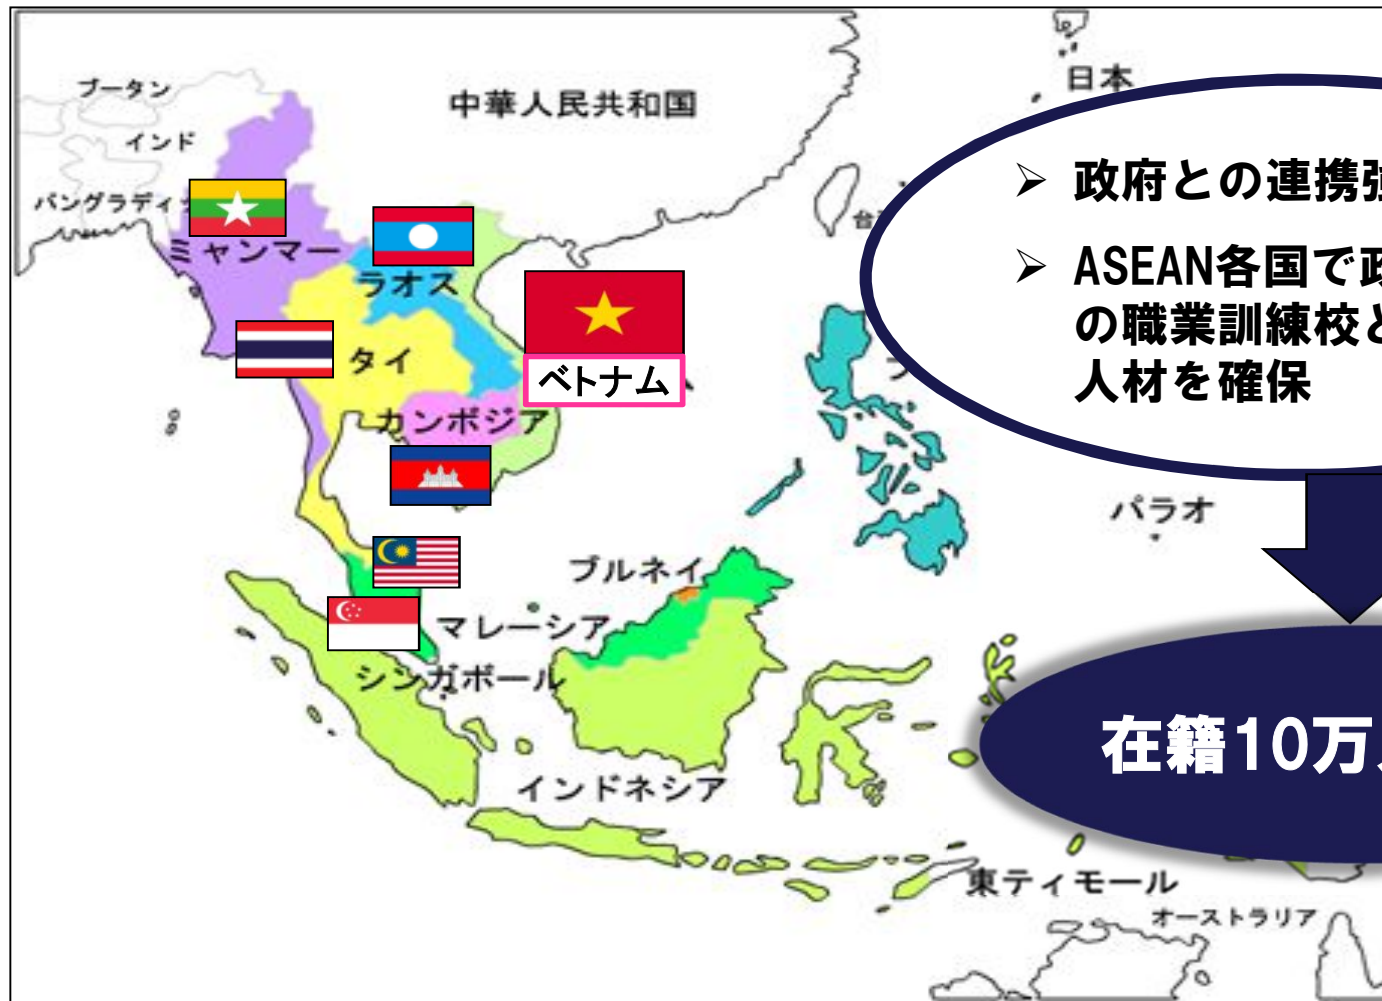 ブータン
中華人民共和国
日本
インド
バングラディ
政府との連携強
ミャンマー
台
ラオス
ASEAN各国で政
の職業訓練校と
人材を確保
タイ
ベトナム
フ
カンボジア
パラオ
ブルネイ
マレーシア
シンガポール
在籍10万
インドネシア
東ティモール
オーストラリア